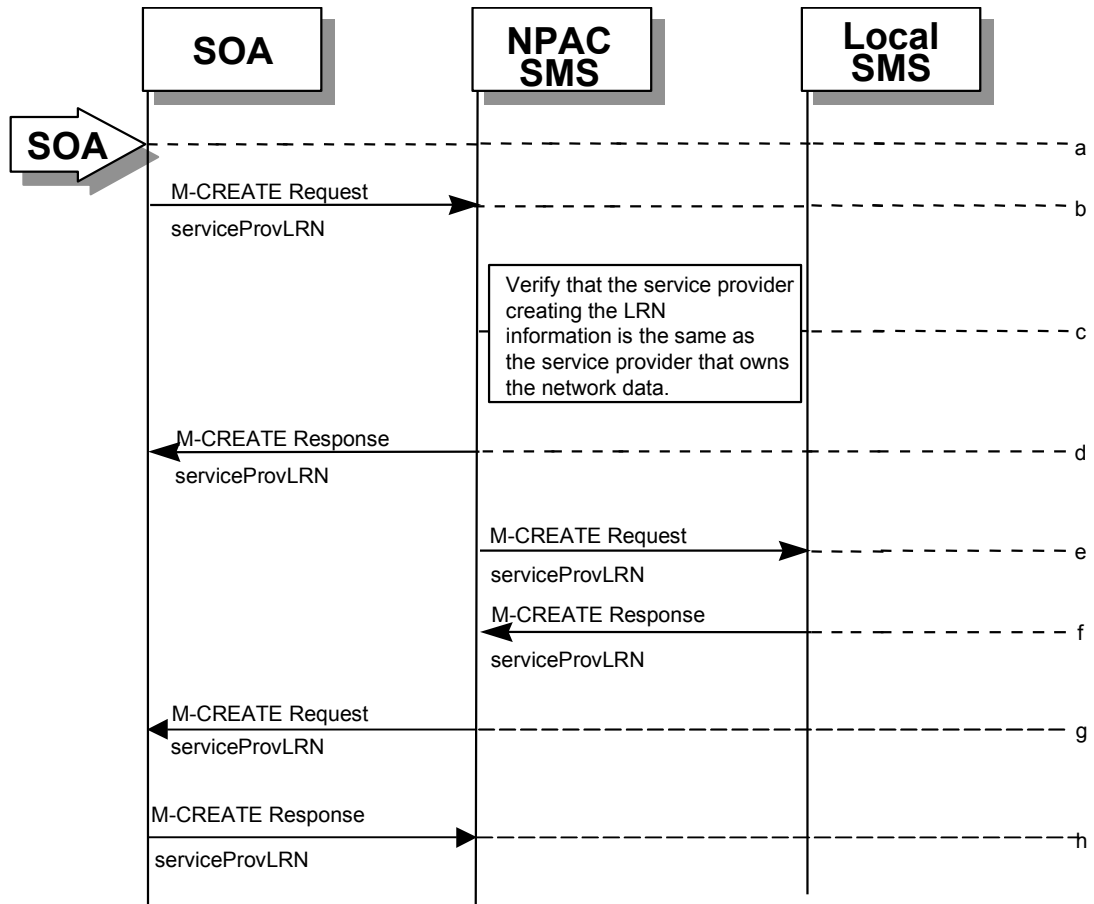 SOA
NPAC
SMS
Local
SMS
SOA
a
M-CREATE Request
b
serviceProvLRN
Verify that the service provider
creating the LRN
information is the same as
the service provider that owns
the network data.
c
M-CREATE Response
d
serviceProvLRN
M-CREATE Request
e
serviceProvLRN
M-CREATE Response
f
serviceProvLRN
M-CREATE Request
g
serviceProvLRN
M-CREATE Response
h
serviceProvLRN